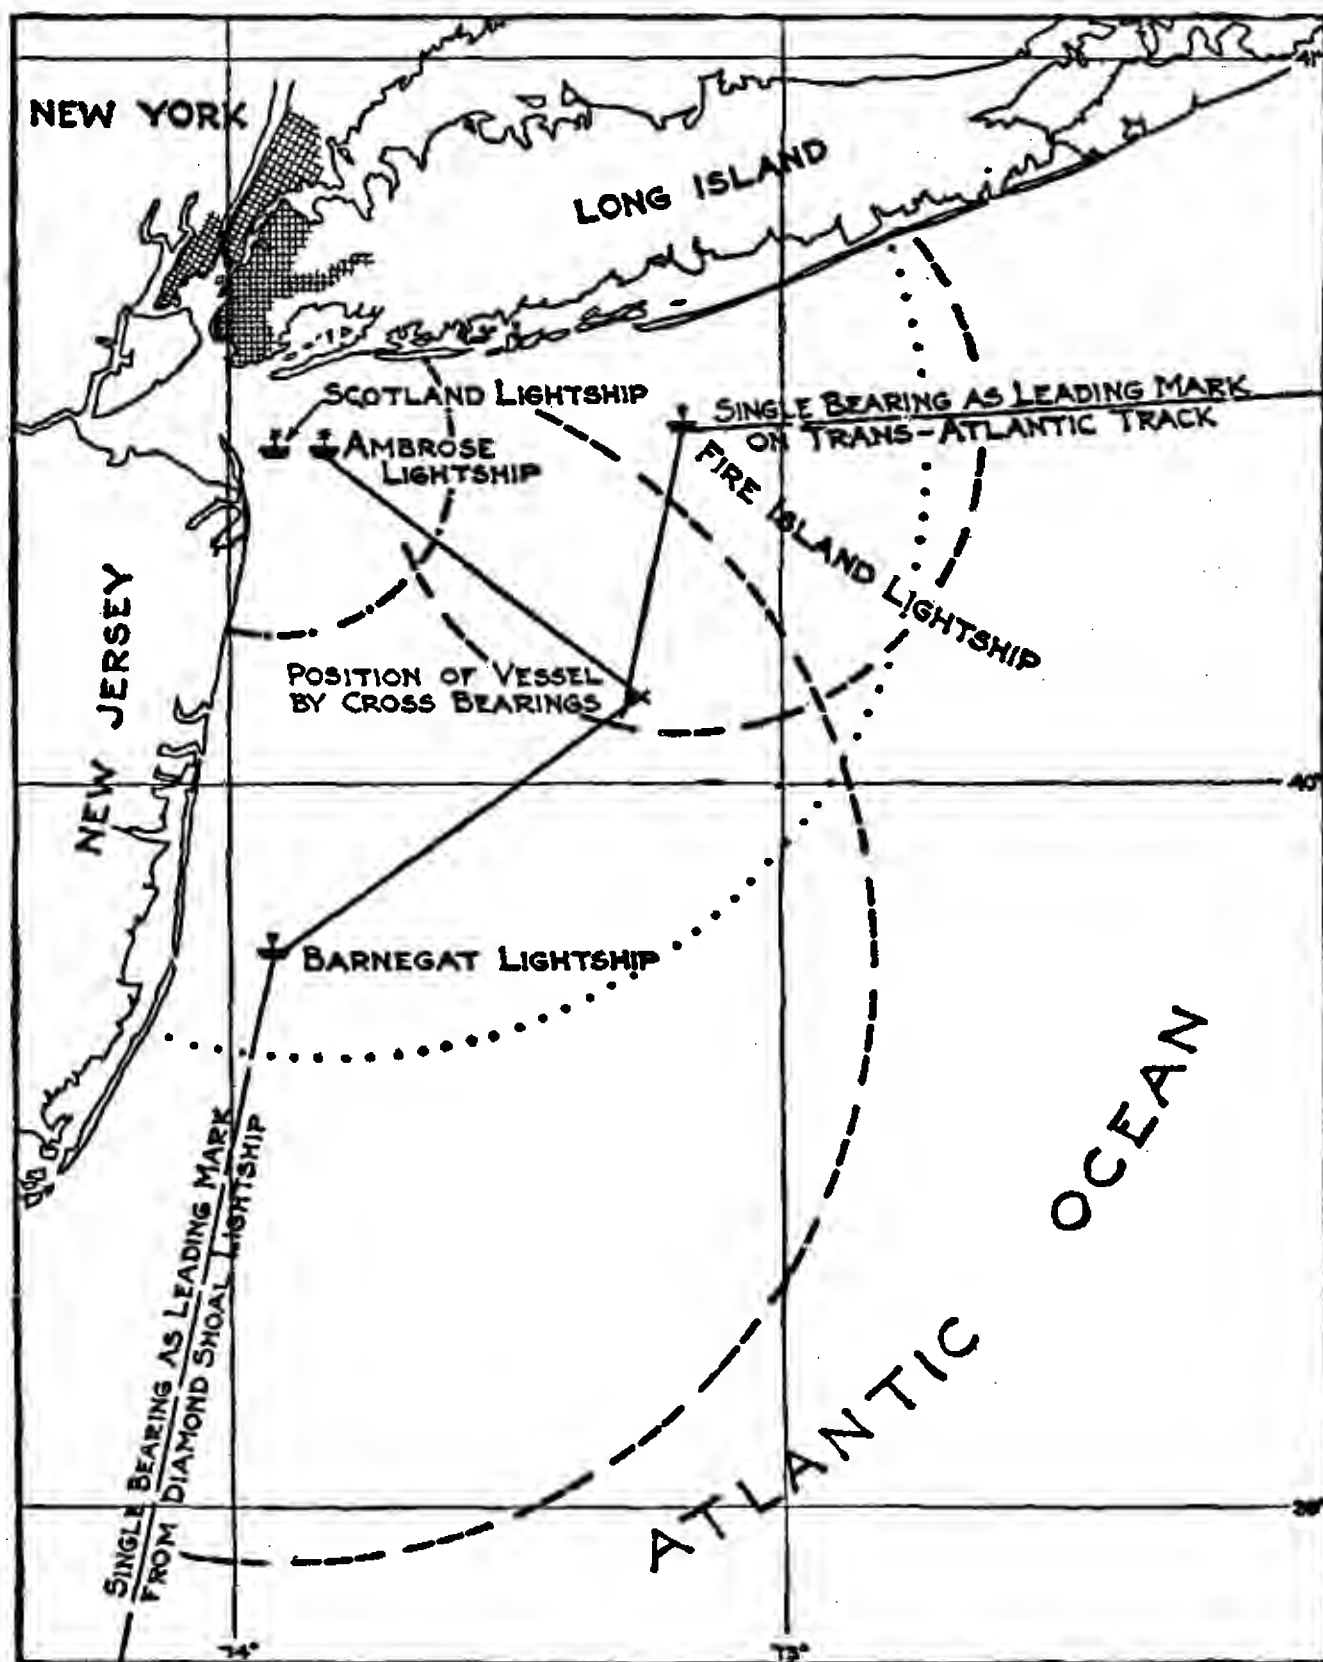 41°
NEW YORK
LONG ISLAND
SCOTLAND LIGHTSHIP
AMBROSE
LIGHTSHIP
SINGLE BEARING AS LEADING MARK
ON TRANS-ATLANTIC TRACK
FIRE ISLAND LIGHTSHIP
NEW JERSEY
POSITION OF VESSEL
BY CROSS BEARINGS
40°
BARNEGAT LIGHTSHIP
SINGLE BEARING AS LEADING MARK
FROM DIAMOND SHOAL LIGHTSHIP
ATLANTIC OCEAN
74°
73°